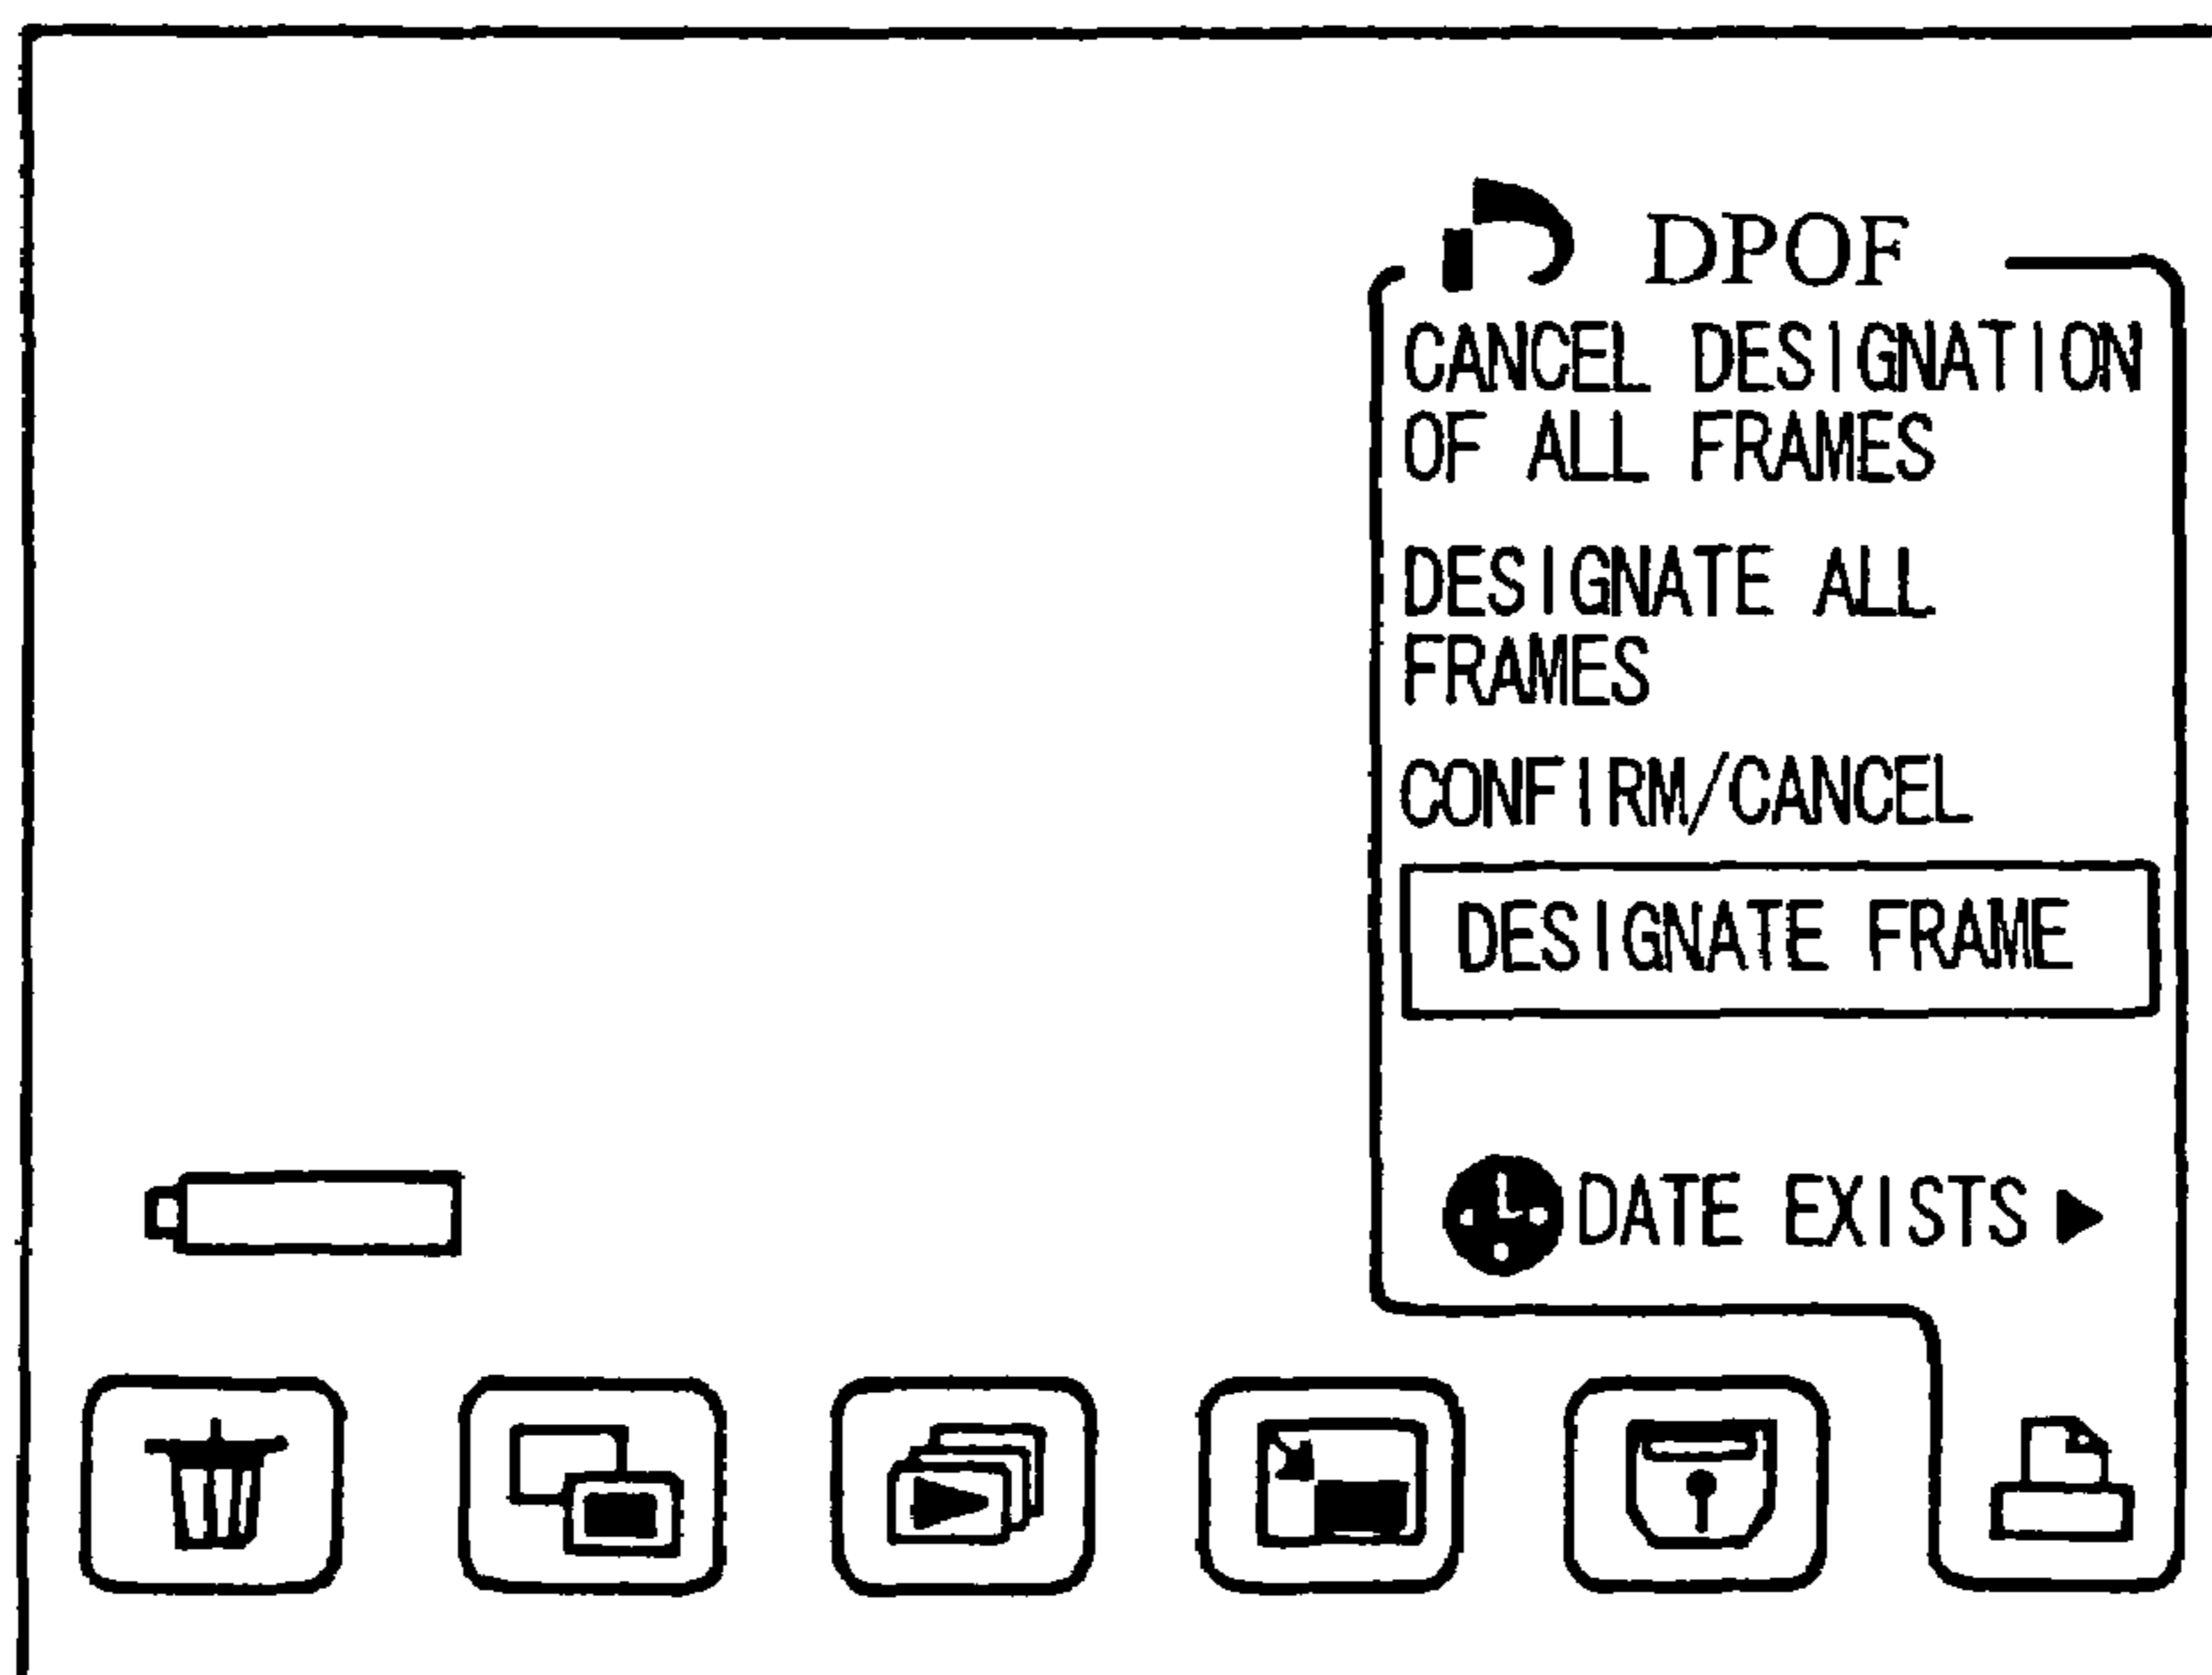 DPOF
CANCEL DESIGNATION
OF ALL FRAMES
DESIGNATE ALL
FRAMES
CONFIRM/CANCEL
DESIGNATE FRAME
DATE EXISTS